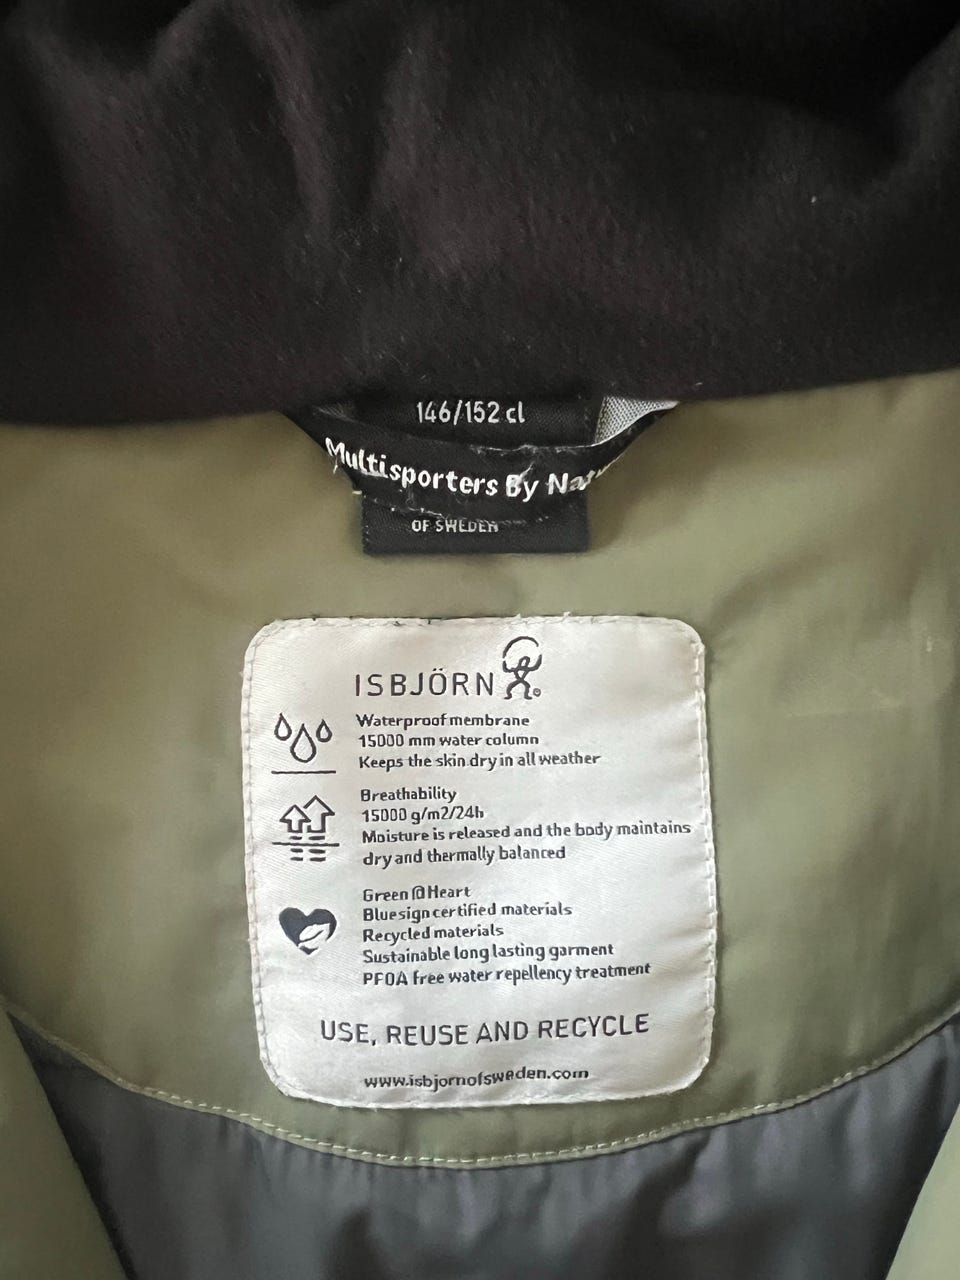 146/152 cl
Multisporters By
OF SWEDEN
ISBJÖRN
Waterproof membrane
15000 mm water column
Keeps the skin dry in all weather
Breathability
15000 g/m2/24h
Moisture is released and the body maintains
dry and thermally balanced
Green @ Heart
Bluesign certified materials
Recycled materials
Sustainable long lasting garment
PFOA free water repellency treatment
USE, REUSE AND RECYCLE
www.isbjornofsweden.com